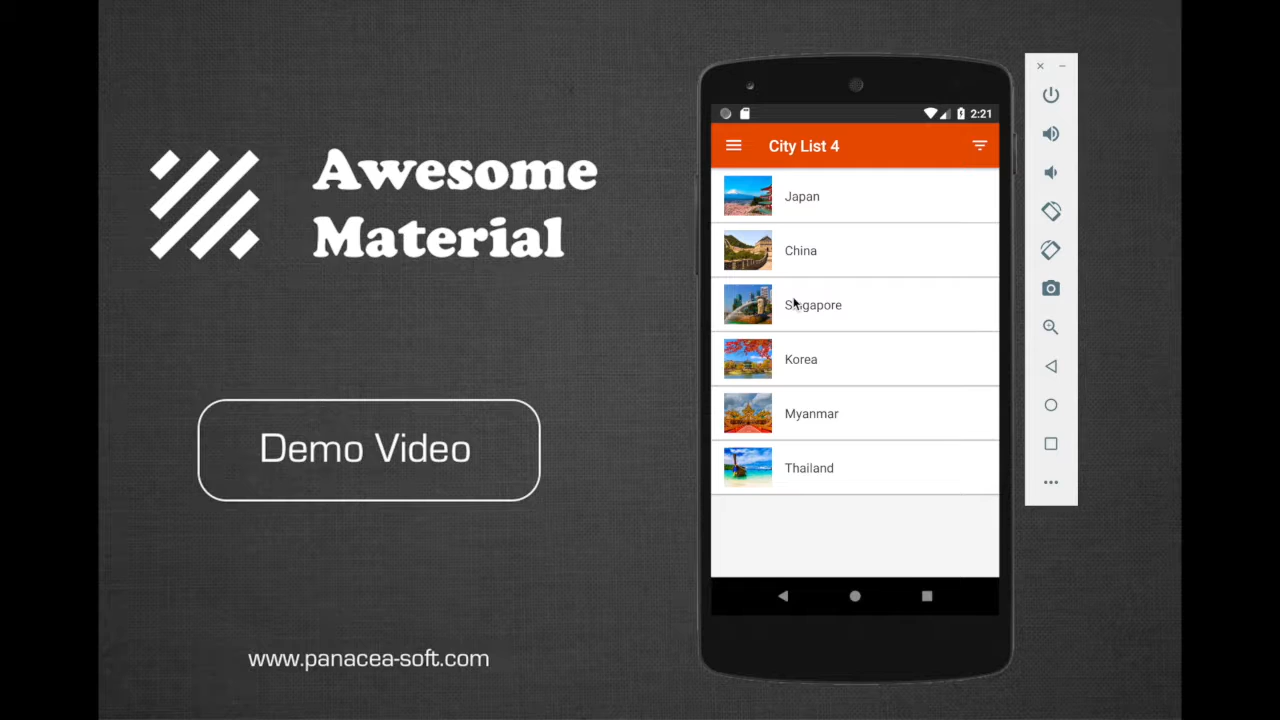 Awesome
Material
Demo Video
www.panacea-soft.com
2:21
City List 4
Japan
China
Singapore
Korea
Myanmar
Thailand